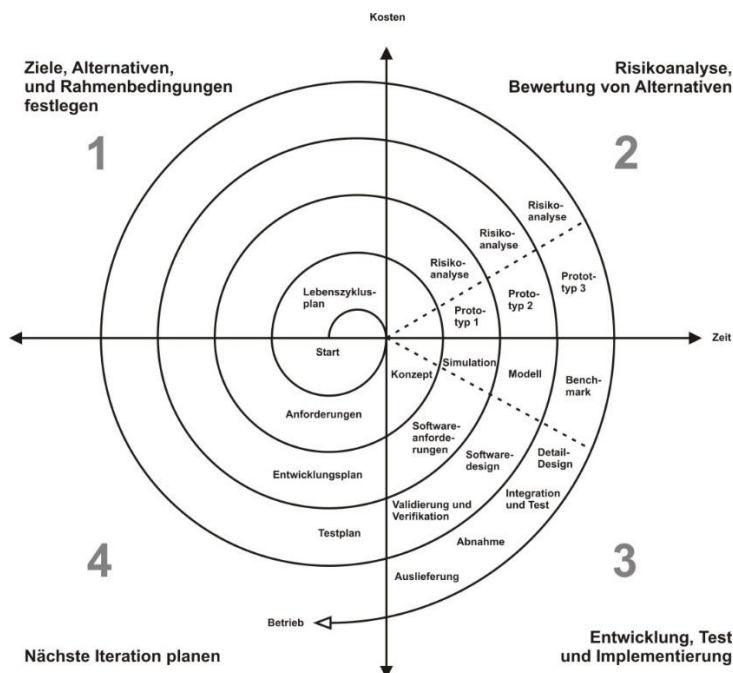 Kosten
Ziele, Alternativen,
und Rahmenbedingungen
festlegen
1
Risikoanalyse,
Bewertung von Alternativen
2
Risiko-
analyse
Risiko-
analyse
Risiko-
analyse
Protot-
typ 3
Proto-
typ 2
Proto-
typ 1
Lebenszyklus-
plan
Zeit
Start
Konzept
Simulation
Modell
Bench-
mark
Anforderungen
Software-
anforde-
rungen
Software-
design
Detail-
Design
Entwicklungsplan
Validierung und
Verifikation
Integration
und Test
Testplan
Abnahme
Auslieferung
4
3
Betrieb
Nächste Iteration planen
Entwicklung, Test
und Implementierung